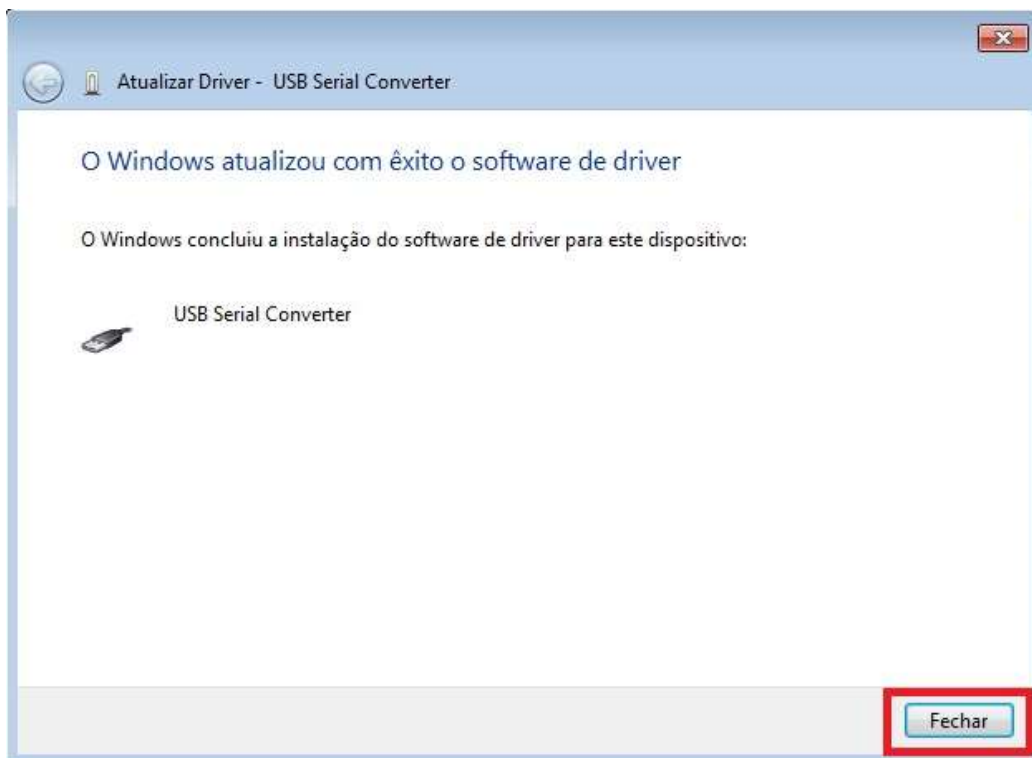 Atualizar Driver - USB Serial Converter
O Windows atualizou com êxito o software de driver
O Windows concluiu a instalação do software de driver para este dispositivo:
USB Serial Converter
Fechar